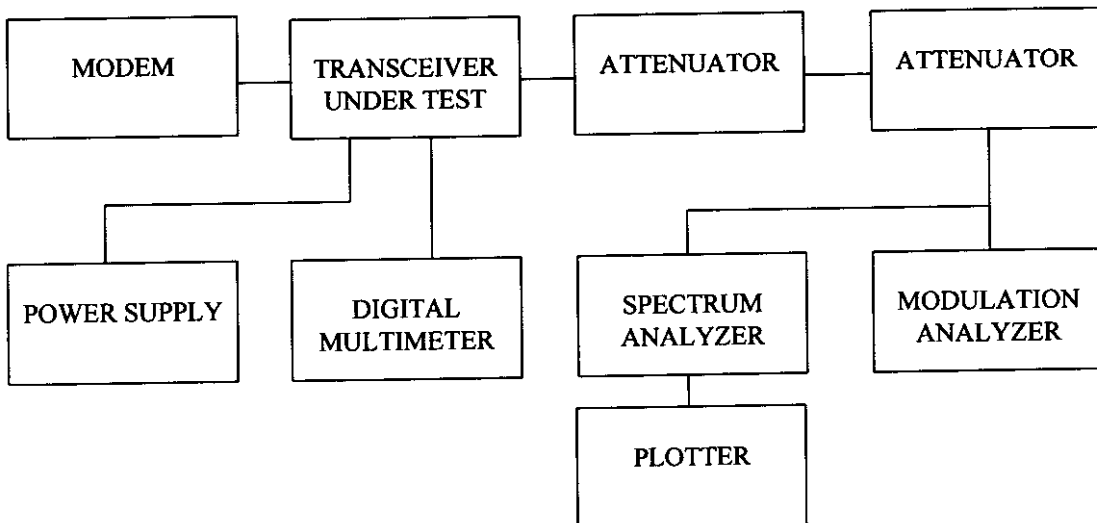 MODEM
TRANSCEIVER
UNDER TEST
ATTENUATOR
ATTENUATOR
POWER SUPPLY
DIGITAL
MULTIMETER
SPECTRUM
ANALYZER
MODULATION
ANALYZER
PLOTTER